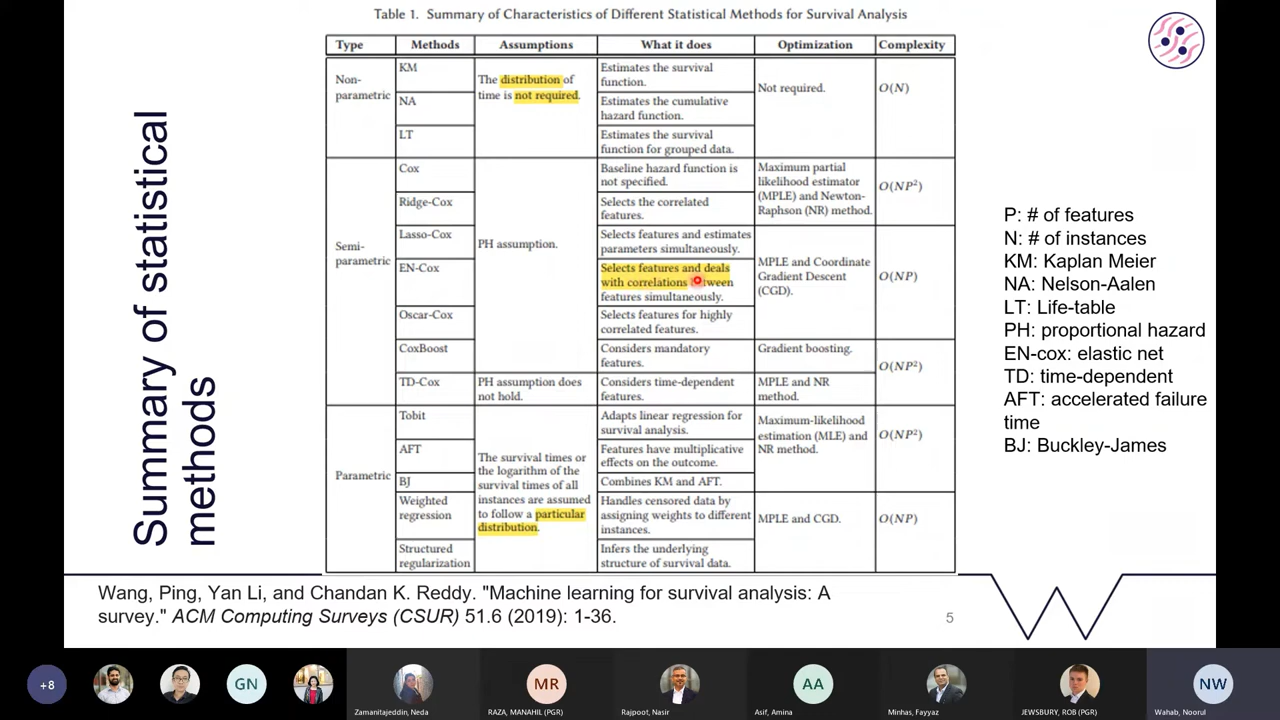 Summary of statistical
methods
Table 1. Summary of Characteristics of Different Statistical Methods for Survival Analysis
Type Methods Assumptions What it does Optimization Complexity
Non-
parametric
KM
NA
LT
The distribution of
time is not required.
Estimates the survival
function.
Estimates the cumulative
hazard function.
Estimates the survival
function for grouped data.
Not required.
O(N)
Semi-
parametric
Cox
Ridge-Cox
Lasso-Cox
EN-Cox
Oscar-Cox
CoxBoost
TD-Cox
PH assumption.
PH assumption does
not hold.
Baseline hazard function is
not specified.
Selects the correlated
features.
Selects features and estimates
parameters simultaneously.
Selects features and deals
with correlations between
features simultaneously.
Selects features for highly
correlated features.
Considers mandatory
features.
Considers time-dependent
features.
Maximum partial
likelihood estimator
(MPLE) and Newton-
Raphson (NR) method.
MPLE and Coordinate
Gradient Descent
(CGD).
Gradient boosting.
MPLE and NR
method.
O(NP²)
O(NP)
O(NP²)
Parametric
Tobit
AFT
BJ
Weighted
regression
Structured
regularization
The survival times or
the logarithm of the
survival times of all
instances are assumed
to follow a particular
distribution.
Adapts linear regression for
survival analysis.
Features have multiplicative
effects on the outcome.
Combines KM and AFT.
Handles censored data by
assigning weights to different
instances.
Infers the underlying
structure of survival data.
Maximum-likelihood
estimation (MLE) and
NR method.
MPLE and CGD.
O(NP²)
O(NP)
P: # of features
N: # of instances
KM: Kaplan Meier
NA: Nelson-Aalen
LT: Life-table
PH: proportional hazard
EN-cox: elastic net
TD: time-dependent
AFT: accelerated failure
time
BJ: Buckley-James
Wang, Ping, Yan Li, and Chandan K. Reddy. "Machine learning for survival analysis: A
survey." ACM Computing Surveys (CSUR) 51.6 (2019): 1-36.
5
+8
GN
MR
AA
NW
Zamanitajeddin, Neda
RAZA, MANAHIL (PGR)
Rajpoot, Nasir
Asif, Amina
Minhas, Fayyaz
JEWSBURY, ROB (PGR)
Wahab, Noorul